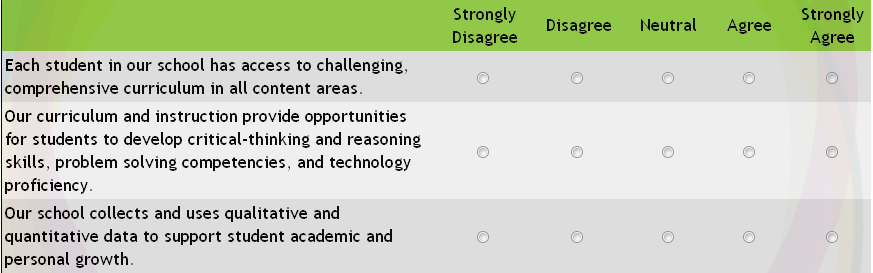 Strongly Disagree
Disagree
Neutral
Agree
Strongly Agree
Each student in our school has access to challenging,
comprehensive curriculum in all content areas.
Our curriculum and instruction provide opportunities
for students to develop critical-thinking and reasoning
skills, problem solving competencies, and technology
proficiency.
Our school collects and uses qualitative and
quantitative data to support student academic and
personal growth.